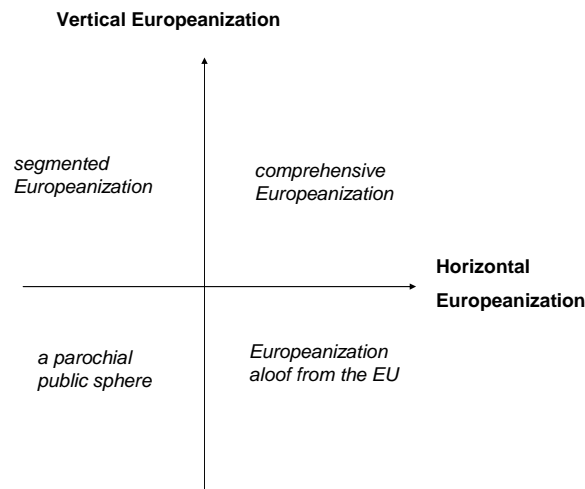 Vertical Europeanization
segmented
Europeanization
comprehensive
Europeanization
Horizontal
Europeanization
a parochial
public sphere
Europeanization
aloof from the EU